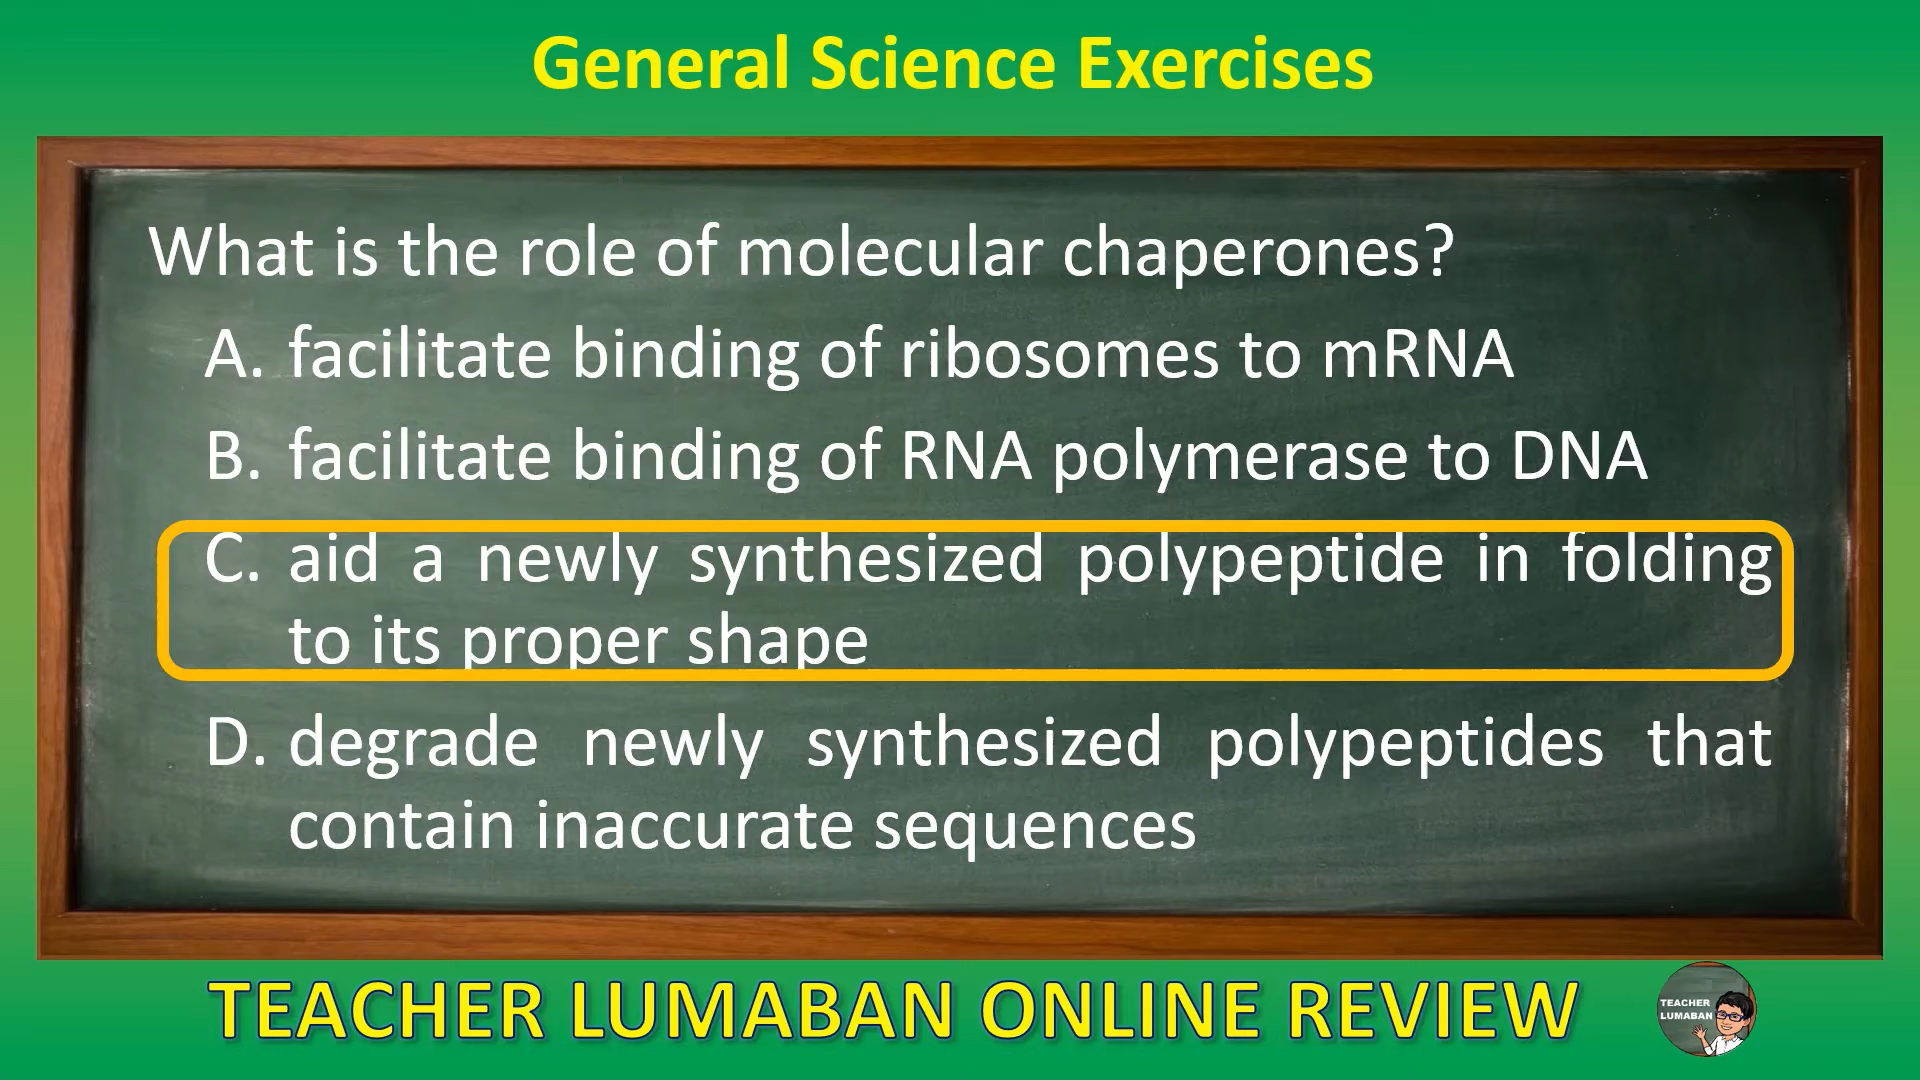 General Science Exercises
What is the role of molecular chaperones?
A. facilitate binding of ribosomes to mRNA
B. facilitate binding of RNA polymerase to DNA
C. aid a newly synthesized polypeptide in folding
to its proper shape
D. degrade newly synthesized polypeptides that
contain inaccurate sequences
TEACHER LUMABAN ONLINE REVIEW
TEACHER
LUMABAN